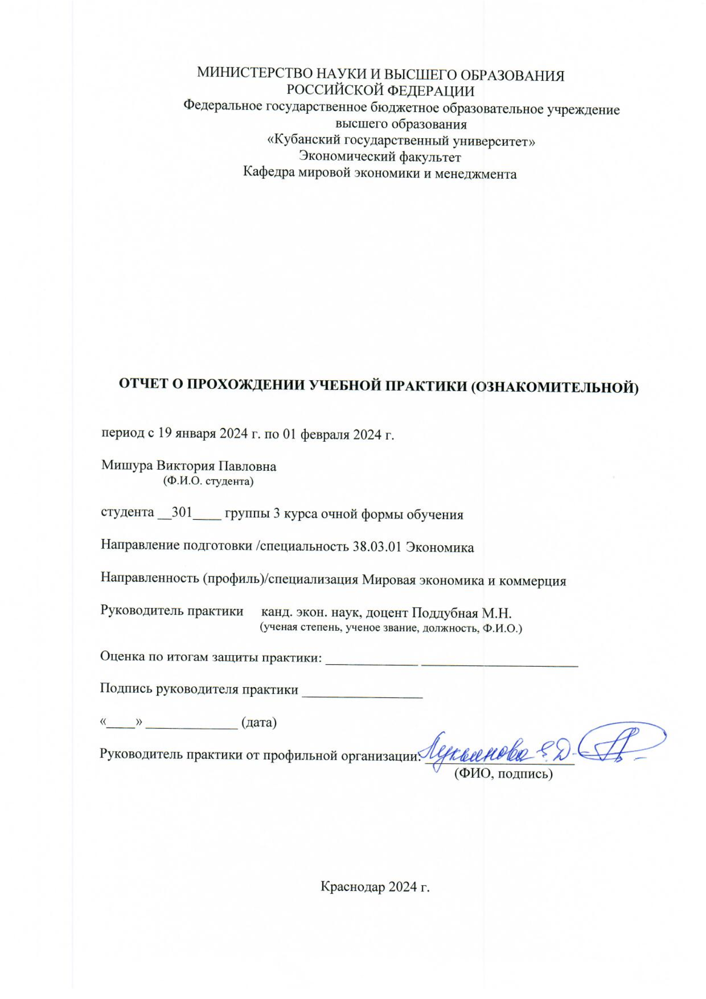 МИНИСТЕРСТВО НАУКИ И ВЫСШЕГО ОБРАЗОВАНИЯ
РОССИЙСКОЙ ФЕДЕРАЦИИ
Федеральное государственное бюджетное образовательное учреждение
высшего образования
«Кубанский государственный университет»
Экономический факультет
Кафедра мировой экономики и менеджмента
ОТЧЕТ О ПРОХОЖДЕНИИ УЧЕБНОЙ ПРАКТИКИ (ОЗНАКОМИТЕЛЬНОЙ)
период с 19 января 2024 г. по 01 февраля 2024 г.
Мишура Виктория Павловна
(Ф.И.О. студента)
студента __301____ группы 3 курса очной формы обучения
Направление подготовки /специальность 38.03.01 Экономика
Направленность (профиль)/специализация Мировая экономика и коммерция
Руководитель практики канд. экон. наук, доцент Поддубная М.Н.
(ученая степень, ученое звание, должность, Ф.И.О.)
Оценка по итогам защиты практики: _____________ ______________________
Подпись руководителя практики _________________
«____» _____________ (дата)
Руководитель практики от профильной организации: Лукьянова Е.Д.
(ФИО, подпись)
Краснодар 2024 г.